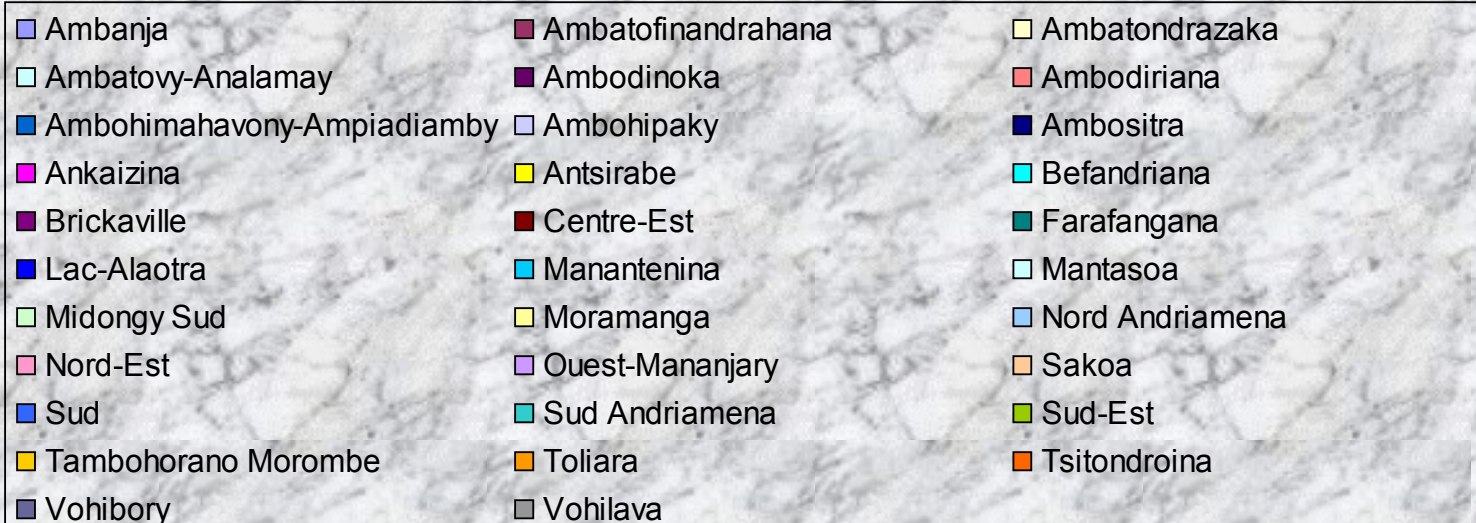 Ambanja Ambatofinandrahana Ambatondrazaka
Ambatovy-Analamay Ambodinoka Ambodiriana
Ambohimahavony-Ampiadiamby Ambohipaky Ambositra
Ankaizina Antsirabe Befandriana
Brickaville Centre-Est Farafangana
Lac-Alaotra Manantenina Mantasoa
Midongy Sud Moramanga Nord Andriamena
Nord-Est Ouest-Mananjary Sakoa
Sud Sud Andriamena Sud-Est
Tambohorano Morombe Toliara Tsitondroina
Vohibory Vohilava